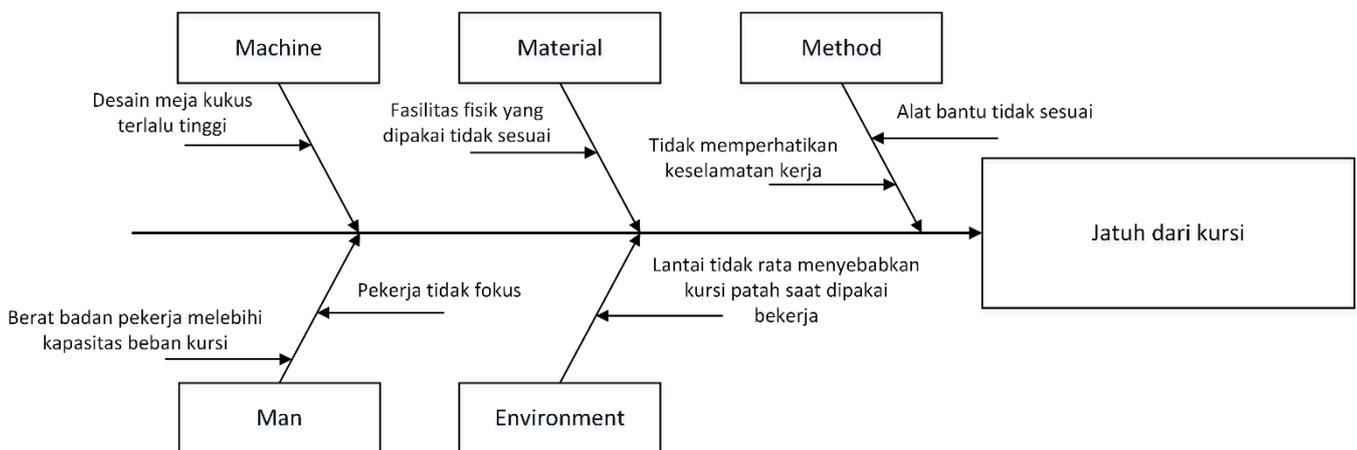 Machine
Material
Method
Desain meja kukus
terlalu tinggi
Fasilitas fisik yang
dipakai tidak sesuai
Alat bantu tidak sesuai
Tidak memperhatikan
keselamatan kerja
Jatuh dari kursi
Pekerja tidak fokus
Berat badan pekerja melebihi
kapasitas beban kursi
Lantai tidak rata menyebabkan
kursi patah saat dipakai
bekerja
Man
Environment